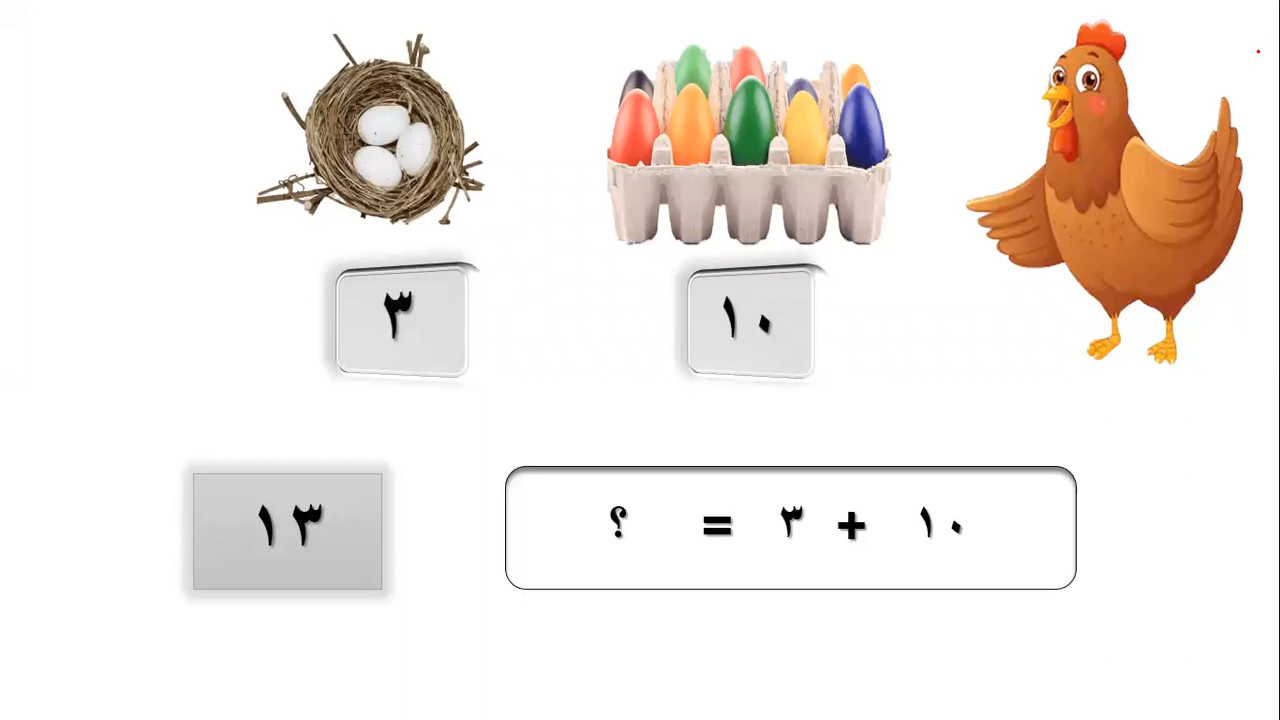 ١٠
٣
١٠ + ٣ = ؟
١٣